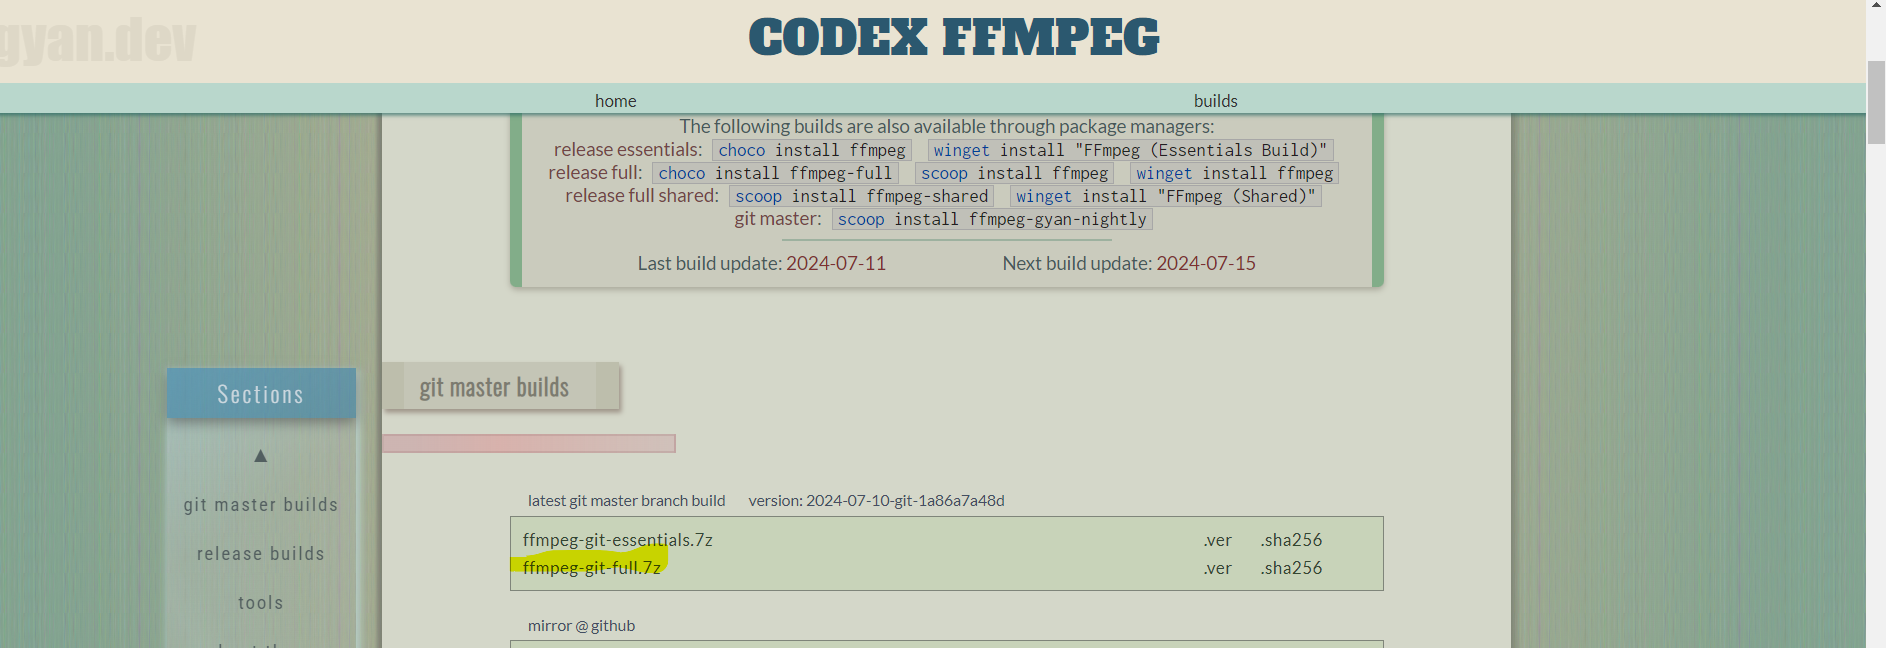 gyan.dev
CODEX FFMPEG
home builds
The following builds are also available through package managers:
release essentials: choco install ffmpeg winget install "FFmpeg (Essentials Build)"
release full: choco install ffmpeg-full scoop install ffmpeg winget install ffmpeg
release full shared: scoop install ffmpeg-shared winget install "FFmpeg (Shared)"
git master: scoop install ffmpeg-gyan-nightly
Last build update: 2024-07-11 Next build update: 2024-07-15
Sections
▲
git master builds
release builds
tools
git master builds
latest git master branch build version: 2024-07-10-git-1a86a7a48d
ffmpeg-git-essentials.7z .ver .sha256
ffmpeg-git-full.7z .ver .sha256
mirror @ github